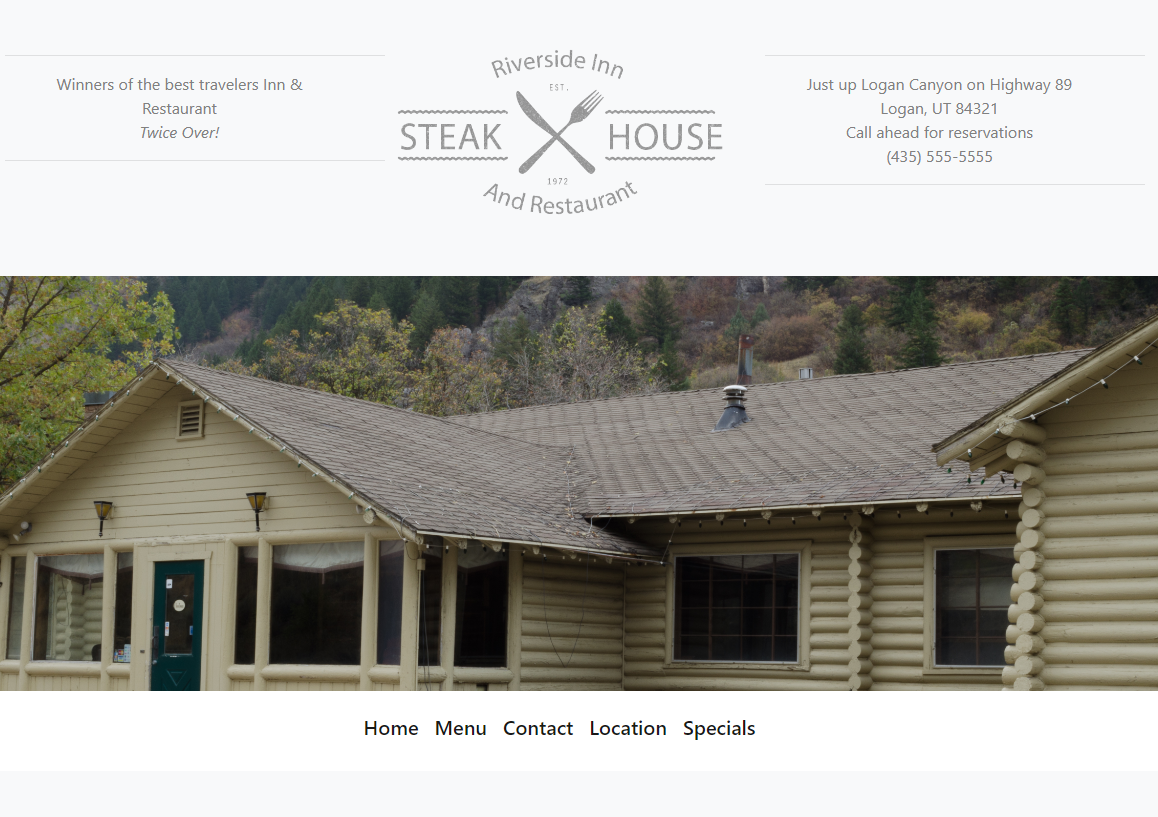 Winners of the best travelers Inn &
Restaurant
Twice Over!
Riverside Inn
EST.
STEAK HOUSE
1972
And Restaurant
Just up Logan Canyon on Highway 89
Logan, UT 84321
Call ahead for reservations
(435) 555-5555
Home Menu Contact Location Specials